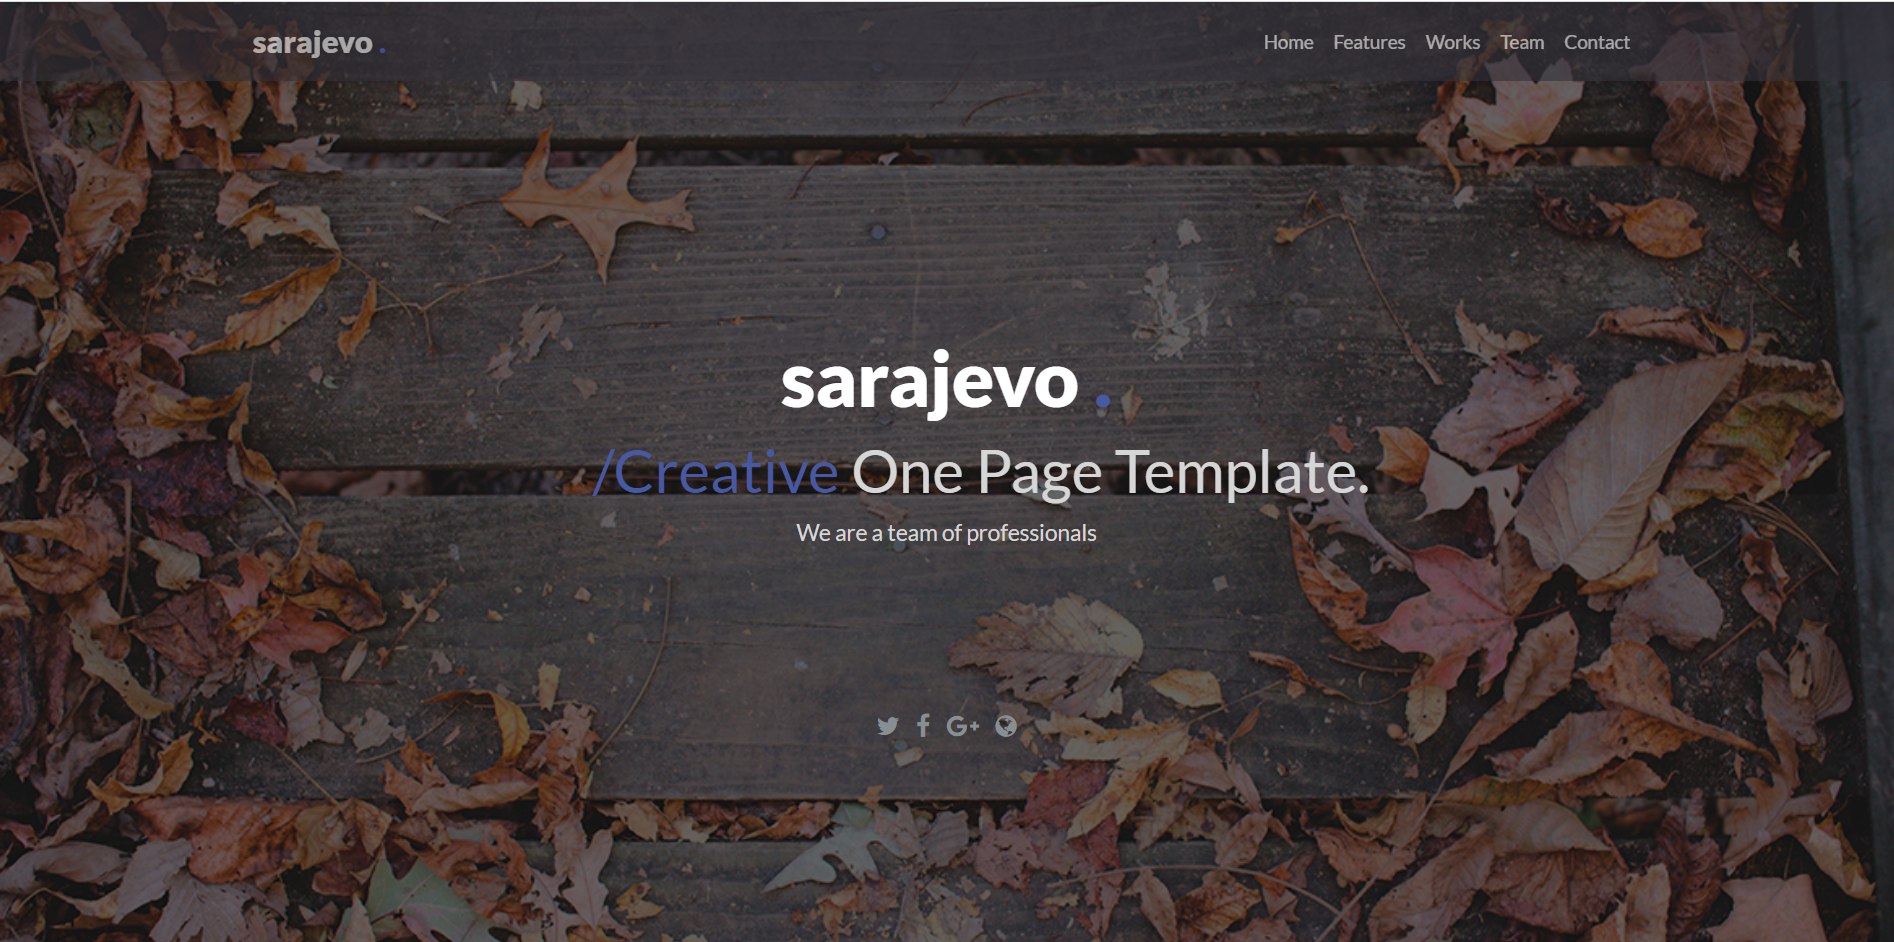 sarajevo .
Home Features Works Team Contact
sarajevo .
/Creative One Page Template.
We are a team of professionals